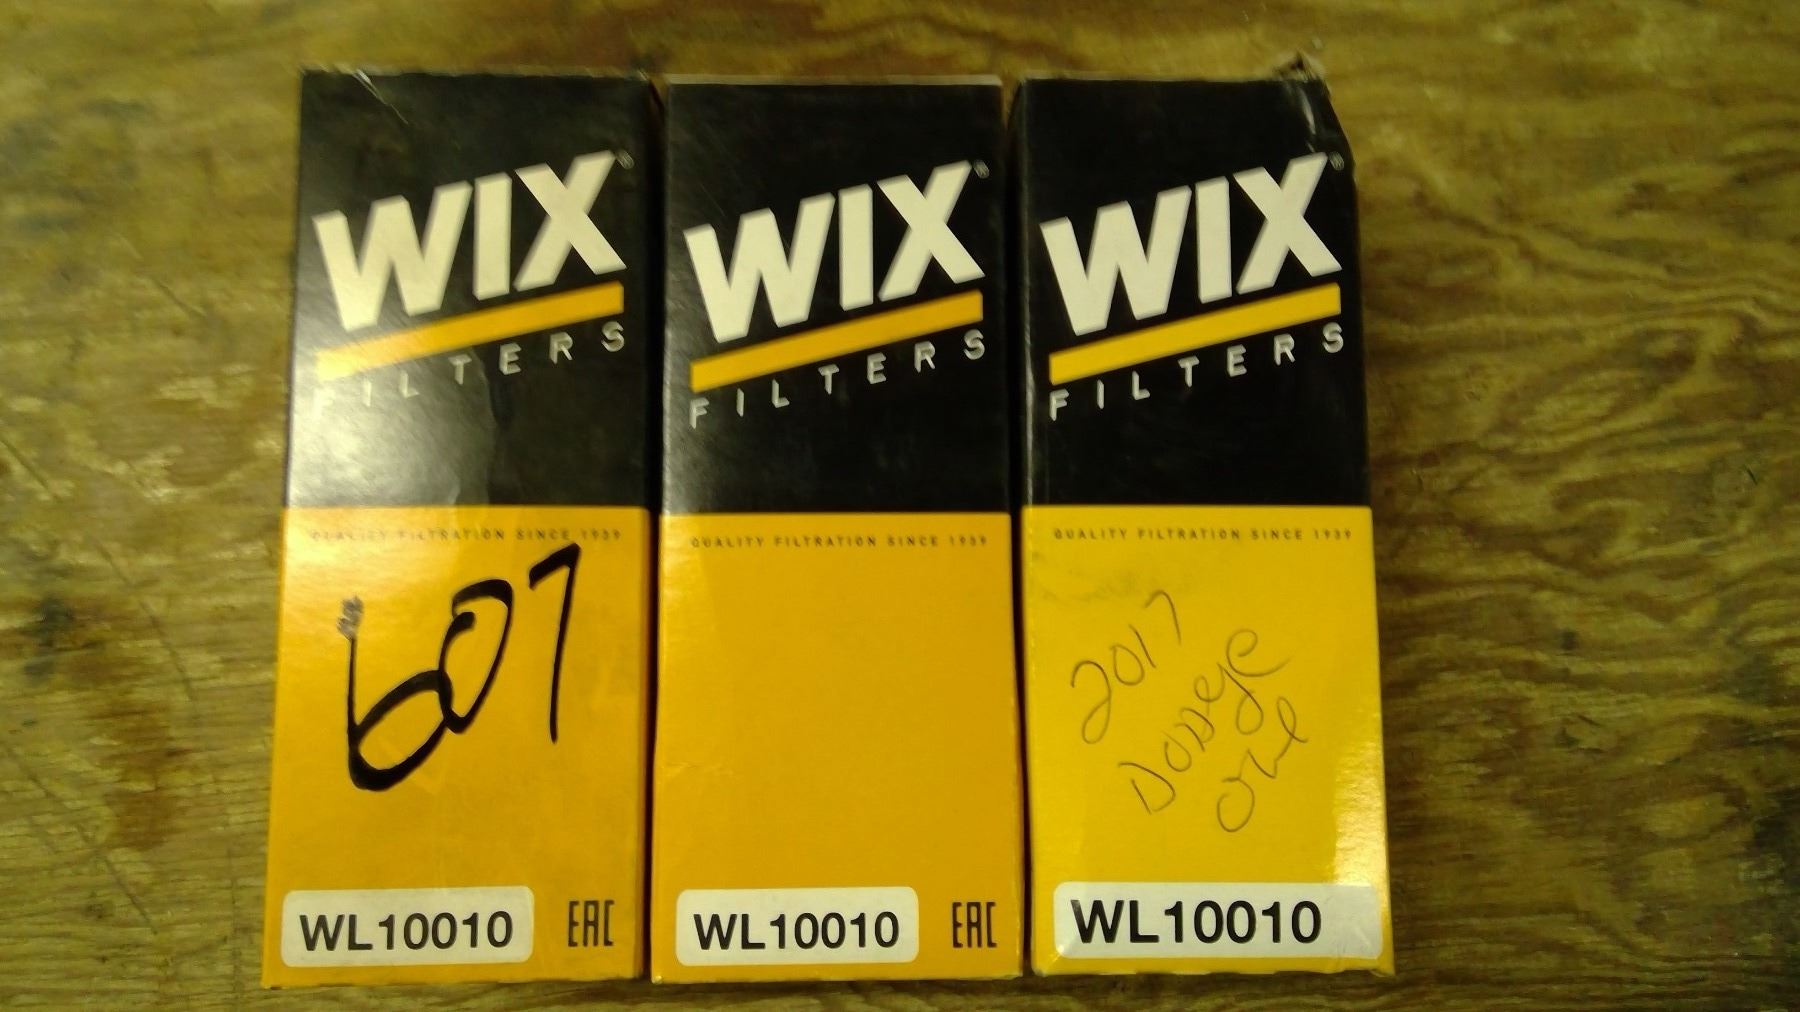 WIX®
FILTERS
QUALITY FILTRATION SINCE 1939
607
WL10010
EAC
WIX®
FILTERS
QUALITY FILTRATION SINCE 1939
WL10010
EAC
WIX®
FILTERS
QUALITY FILTRATION SINCE 1939
2017
Dodge
WL10010